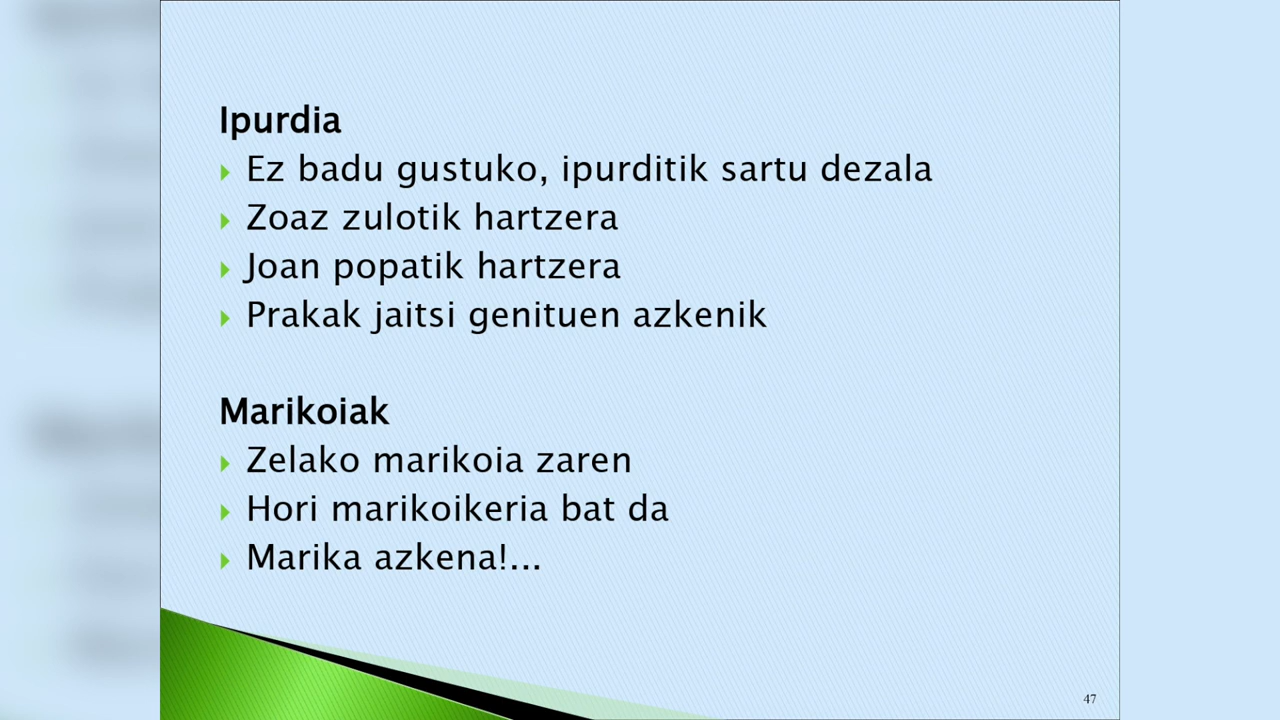 Ipurdia
Ez badu gustuko, ipurditik sartu dezala
Zoaz zulotik hartzera
Joan popatik hartzera
Prakak jaitsi genituen azkenik
Marikoiak
Zelako marikoia zaren
Hori marikoikeria bat da
Marika azkena!...
47